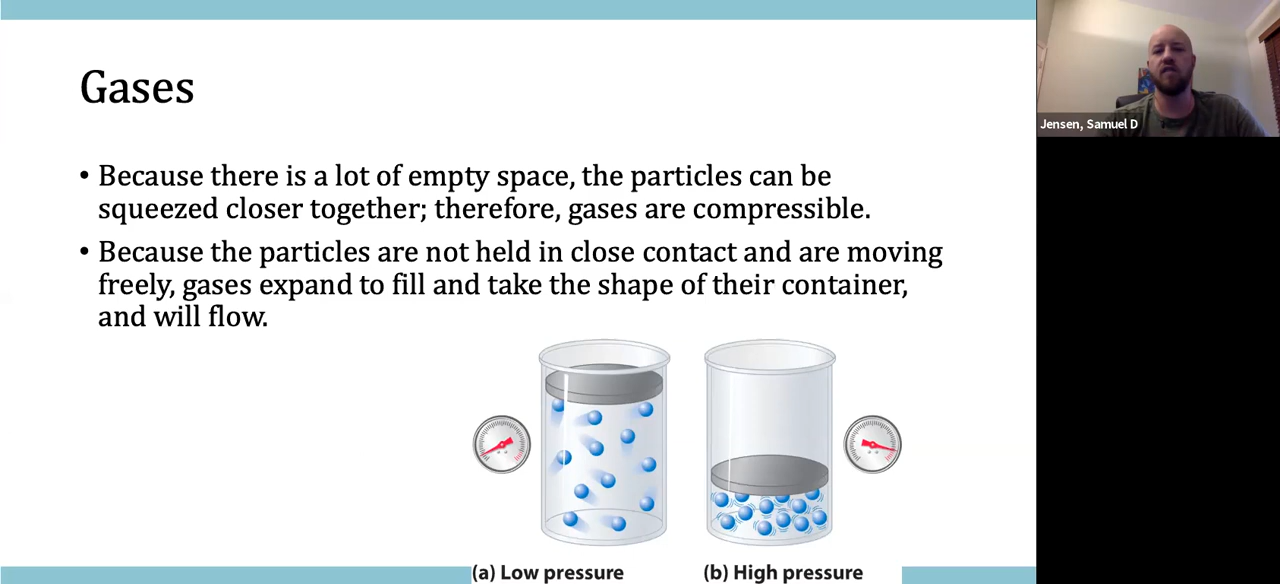 Gases
• Because there is a lot of empty space, the particles can be
squeezed closer together; therefore, gases are compressible.
• Because the particles are not held in close contact and are moving
freely, gases expand to fill and take the shape of their container,
and will flow.
(a) Low pressure
(b) High pressure
Jensen, Samuel D